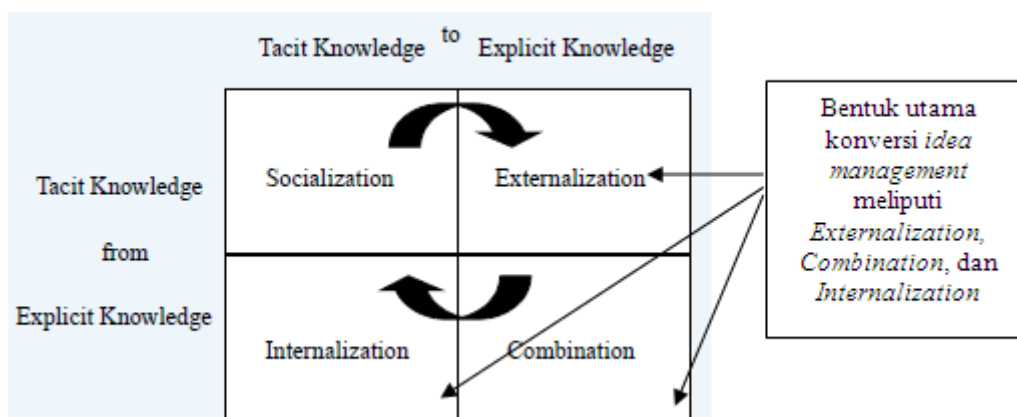 Tacit Knowledge to Explicit Knowledge
Socialization
Externalization
Tacit Knowledge
from
Explicit Knowledge
Internalization
Combination
Bentuk utama
konversi idea
management
meliputi
Externalization,
Combination, dan
Internalization